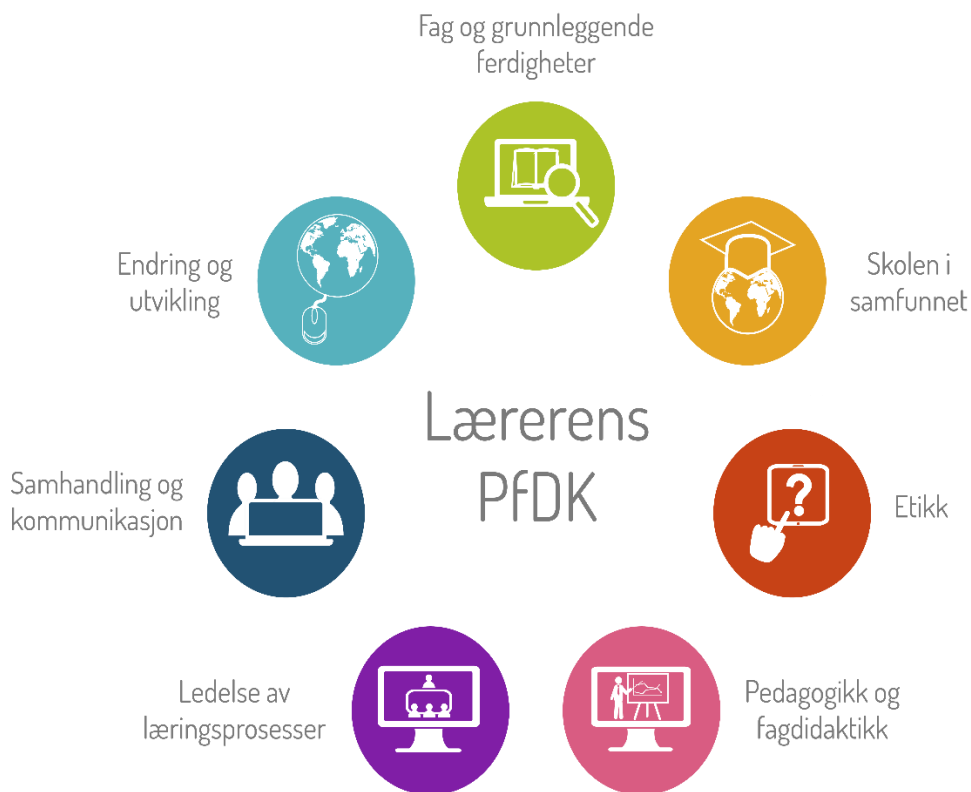 Fag og grunnleggende
ferdigheter
Skolen i
samfunnet
Etikk
Pedagogikk og
fagdidaktikk
Ledelse av
læringsprosesser
Samhandling og
kommunikasjon
Endring og
utvikling
Lærerens
PfDK
?